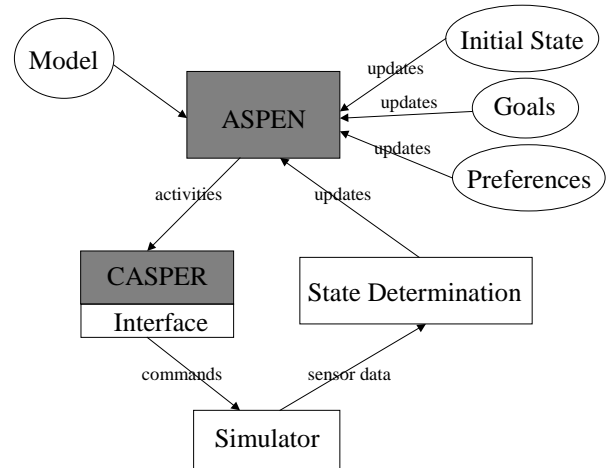 Initial State
Model
updates
Goals
updates
ASPEN
updates
Preferences
activities
updates
CASPER
State Determination
Interface
commands
sensor data
Simulator